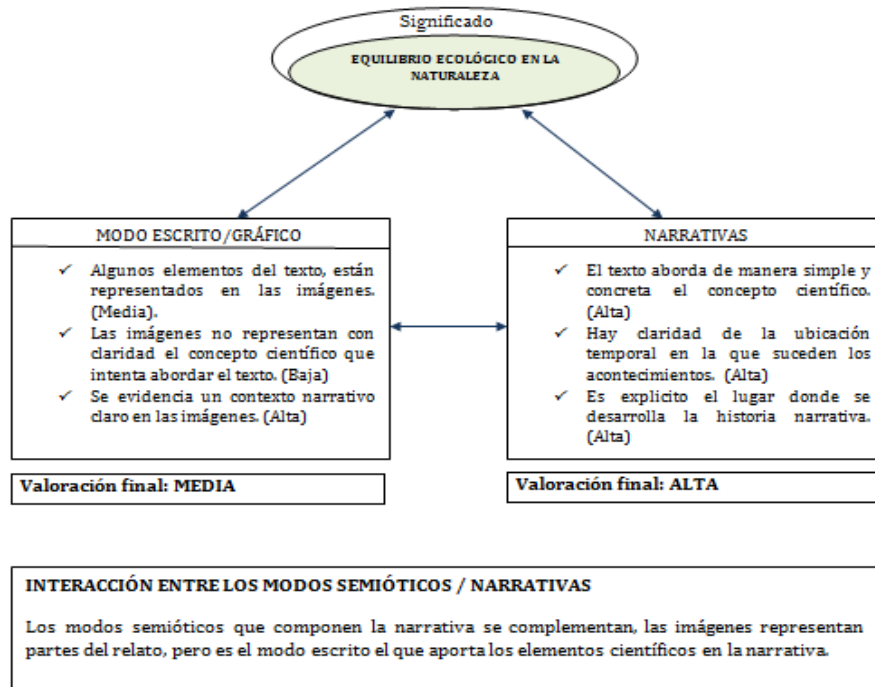 Significado
EQUILIBRIO ECOLÓGICO EN LA
NATURALEZA
MODO ESCRITO/GRÁFICO
✓ Algunos elementos del texto, están
representados en las imágenes.
(Media).
✓ Las imágenes no representan con
claridad el concepto científico que
intenta abordar el texto. (Baja)
✓ Se evidencia un contexto narrativo
claro en las imágenes. (Alta)
Valoración final: MEDIA
NARRATIVAS
✓ El texto aborda de manera simple y
concreta el concepto científico.
(Alta)
✓ Hay claridad de la ubicación
temporal en la que suceden los
acontecimientos. (Alta)
✓ Es explicito el lugar donde se
desarrolla la historia narrativa.
(Alta)
Valoración final: ALTA
INTERACCIÓN ENTRE LOS MODOS SEMIÓTICOS / NARRATIVAS
Los modos semióticos que componen la narrativa se complementan, las imágenes representan
partes del relato, pero es el modo escrito el que aporta los elementos científicos en la narrativa.